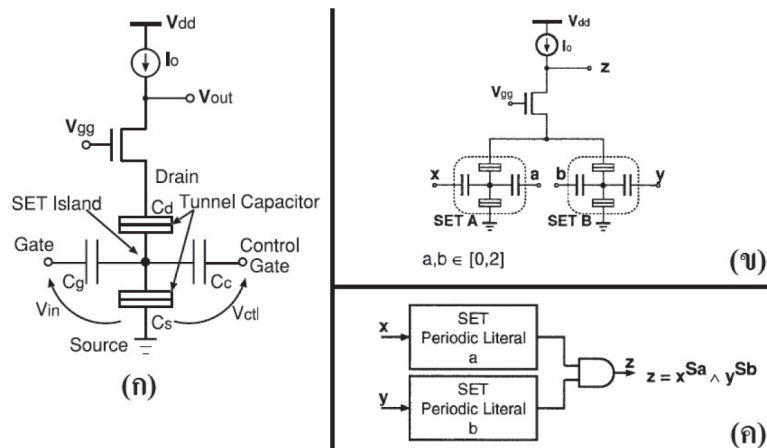 Vdd
Io
Vout
Vgg
Drain
SET Island
Cd
Tunnel Capacitor
Gate
Control
Gate
Cg
Cc
Vin
Cs
Vctl
Source
(ก)
Vdd
Io
z
Vgg
x
a
b
y
SET A
SET B
a,b ∈ [0,2]
(ข)
x
SET
Periodic Literal
a
y
SET
Periodic Literal
b
z
z = x^Sa ∧ y^Sb
(ค)